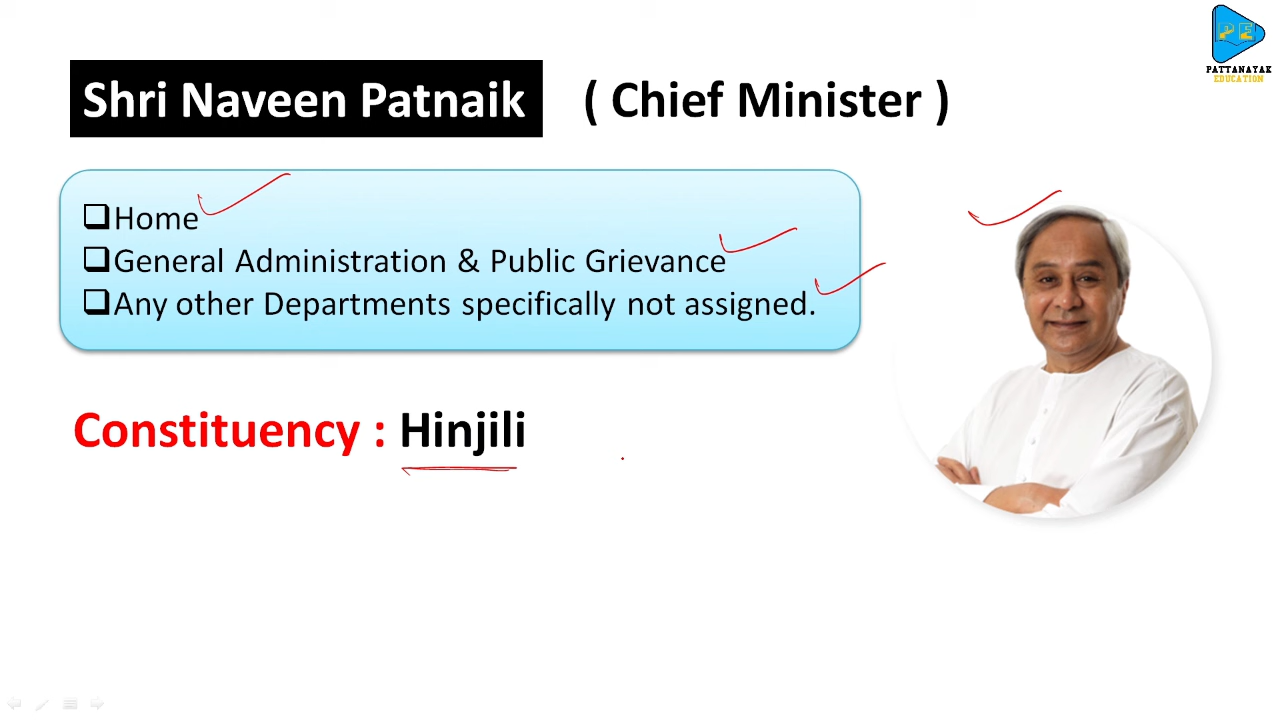 PE
PATTANAYAK
EDUCATION
Shri Naveen Patnaik ( Chief Minister )
❑Home
❑General Administration & Public Grievance
❑Any other Departments specifically not assigned.
Constituency : Hinjili